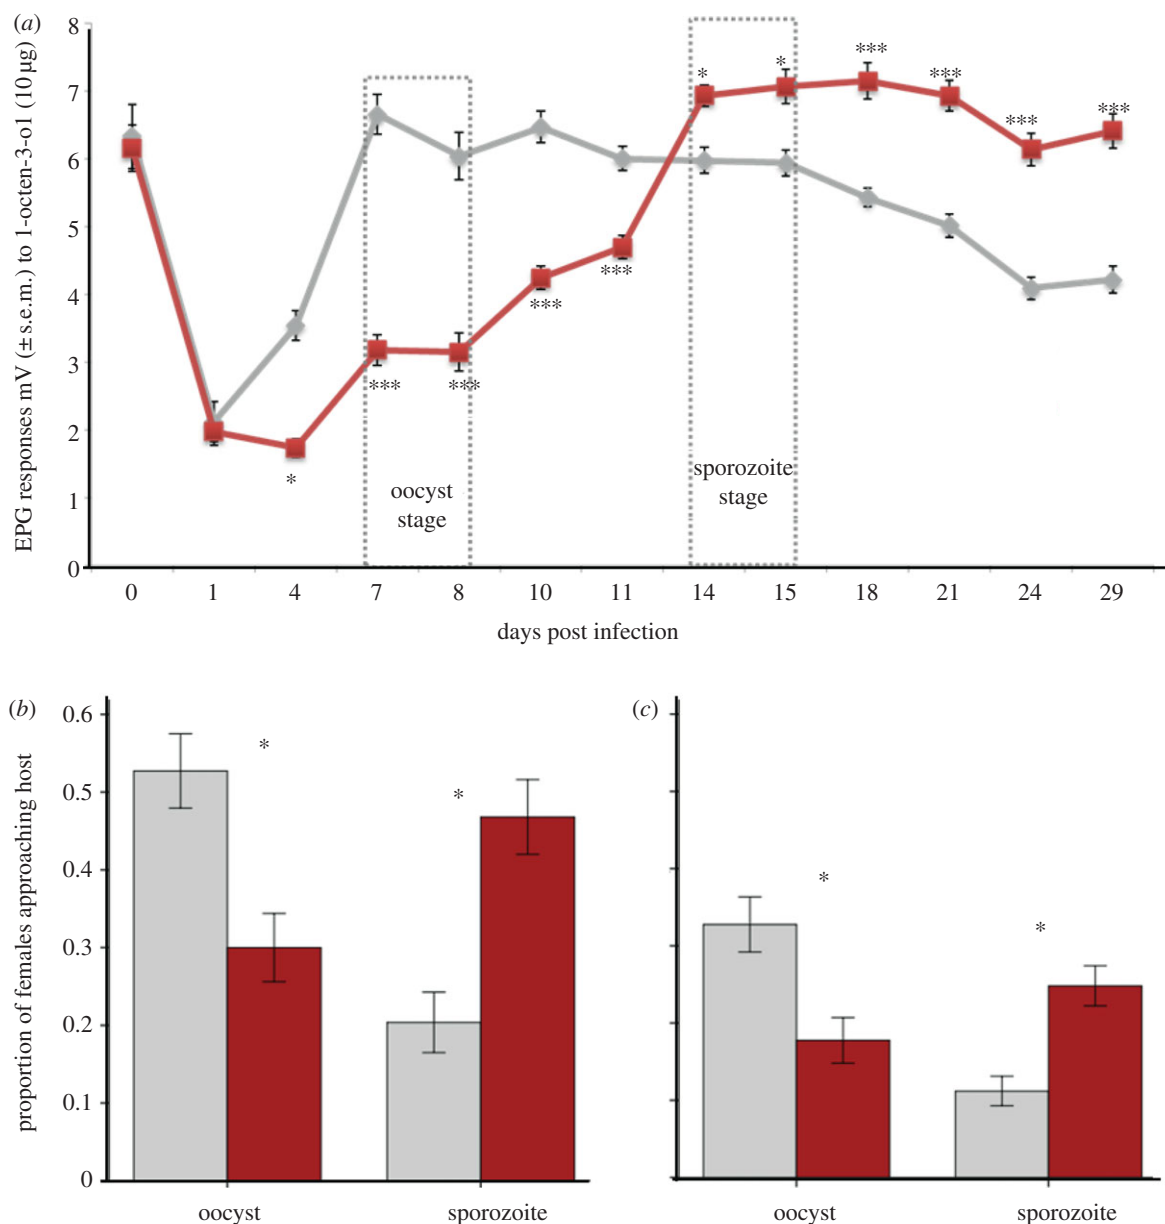 (a)
EPG responses mV (± s.e.m.) to 1-octen-3-o1 (10 µg)
8
7
6
5
4
3
2
1
0
*
***
***
***
***
*
*
***
***
***
***
oocyst
stage
sporozoite
stage
0 1 4 7 8 10 11 14 15 18 21 24 29
days post infection
(b)
proportion of females approaching host
0.6
0.5
0.4
0.3
0.2
0.1
0
*
*
oocyst sporozoite
(c)
*
*
oocyst sporozoite